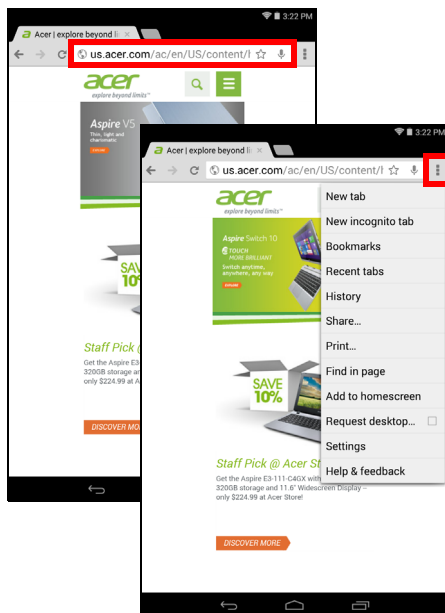 3:22 PM
Acer | explore beyond li
us.acer.com/ac/en/US/content/h
acer
explore beyond limits™
Aspire V5
Thin, light and
charismatic
SAV
10
Staff Pick @
Get the Aspire E3
320GB storage an
only $224.99 at A
DISCOVER MO
3:22 PM
Acer | explore beyond li
us.acer.com/ac/en/US/content/h
acer
explore beyond limits™
Aspire Switch 10
TOUCH
MORE BRILLIANT
Switch anytime,
anywhere, any way
SAVE
10%
Staff Pick @ Acer St
Get the Aspire E3-111-C4GX with
320GB storage and 11.6" Widescreen Display --
only $224.99 at Acer Store!
DISCOVER MORE
New tab
New incognito tab
Bookmarks
Recent tabs
History
Share...
Print...
Find in page
Add to homescreen
Request desktop...
Settings
Help & feedback